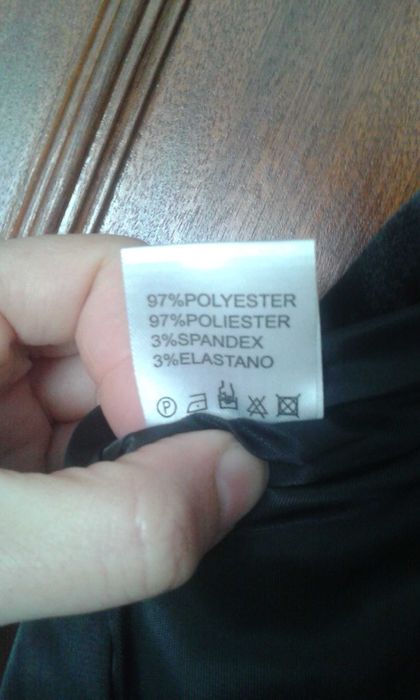 97%POLYESTER
97%POLIESTER
3%SPANDEX
3%ELASTANO
P